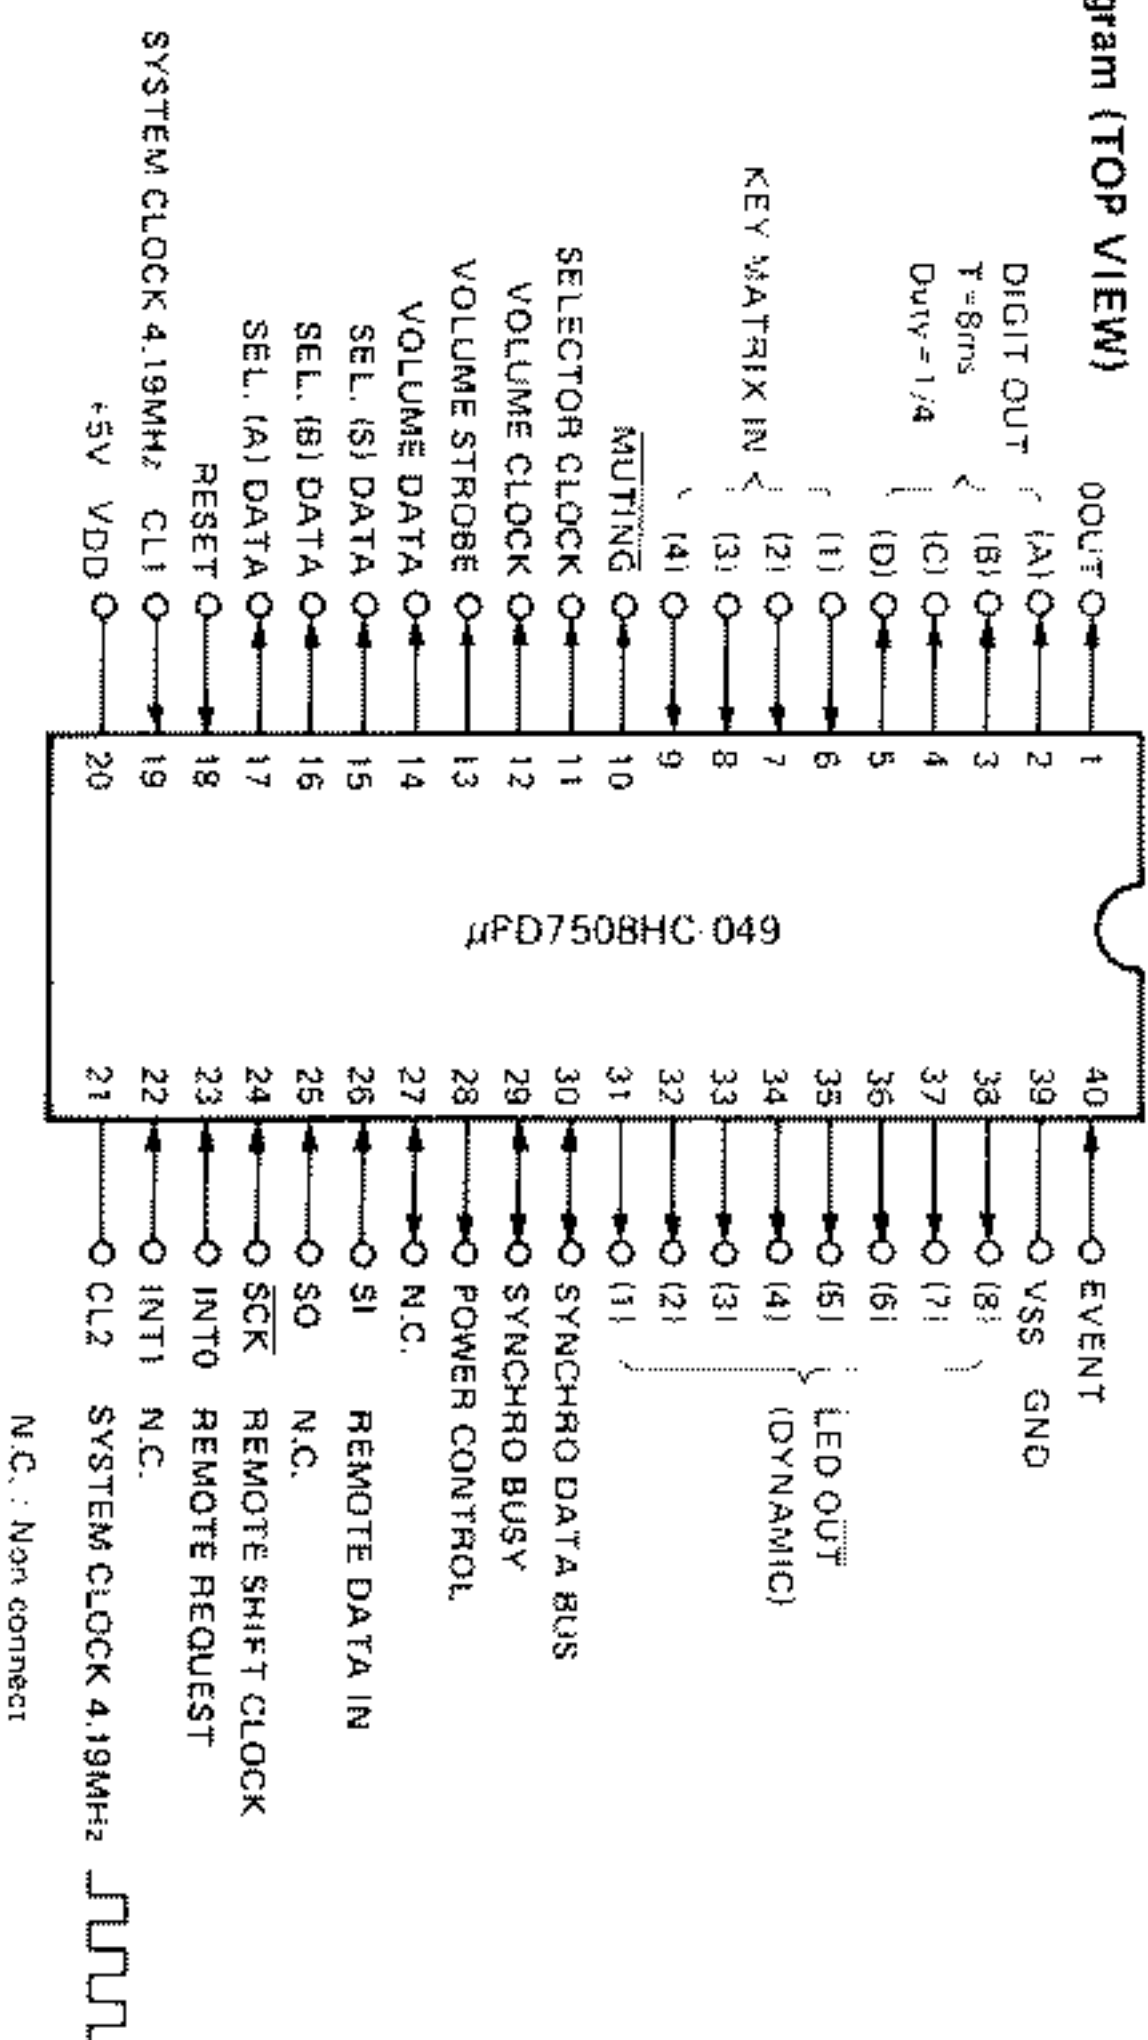 gram (TOP VIEW)
0OUT 1
DIGIT OUT
T=8ms
Duty=1/4
(A) 2
(B) 3
(C) 4
(D) 5
KEY MATRIX IN
(1) 6
(2) 7
(3) 8
(4) 9
MUTING 10
SELECTOR CLOCK 11
VOLUME CLOCK 12
VOLUME STROBE 13
VOLUME DATA 14
SEL. (S) DATA 15
SEL. (B) DATA 16
SEL. (A) DATA 17
RESET 18
SYSTEM CLOCK 4.19MHz CL1 19
+5V VDD 20
μPD7508HC-049
40 EVENT
39 VSS GND
38 (8)
37 (7)
36 (6)
35 (5)
34 (4)
33 (3)
32 (2)
31 (1)
LED OUT
(DYNAMIC)
30 SYNCHRO DATA BUS
29 SYNCHRO BUSY
28 POWER CONTROL
27 N.C.
26 SI REMOTE DATA IN
25 SO N.C.
24 SCK REMOTE SHIFT CLOCK
23 INT0 REMOTE REQUEST
22 INT1 N.C.
21 CL2 SYSTEM CLOCK 4.19MHz
N.C. : Non connect